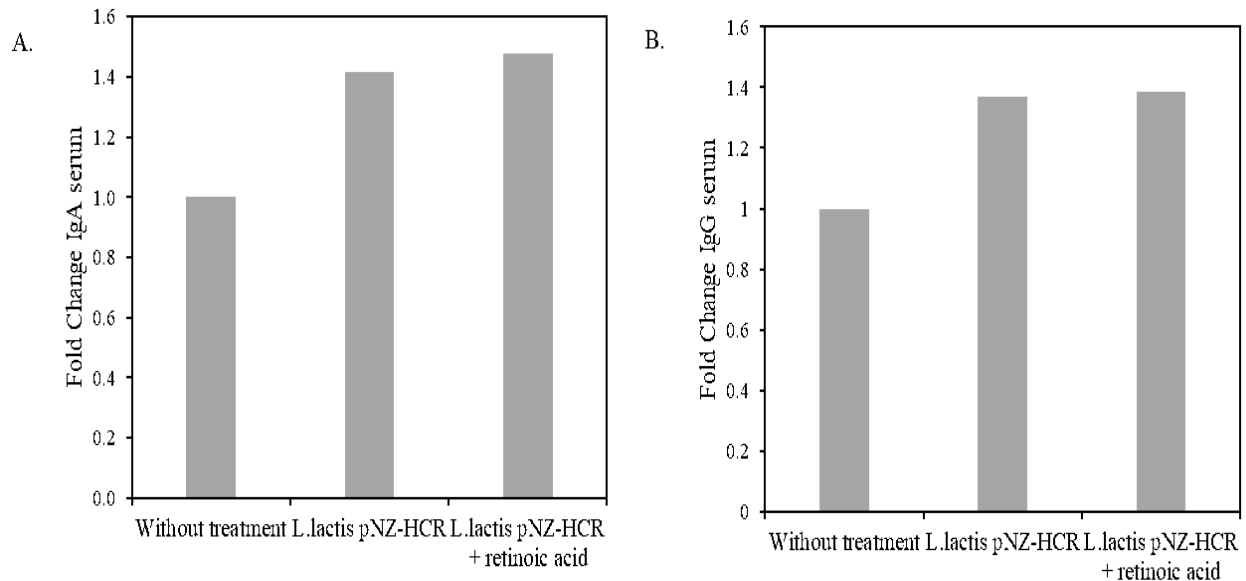 A.
Fold Change IgA serum
1.6
1.4
1.2
1.0
0.8
0.6
0.4
0.2
0.0
Without treatment L.lactis pNZ-HCR L.lactis pNZ-HCR
+ retinoic acid
B.
Fold Change IgG serum
1.6
1.4
1.2
1
0.8
0.6
0.4
0.2
0
Without treatment L.lactis pNZ-HCR L.lactis pNZ-HCR
+ retinoic acid